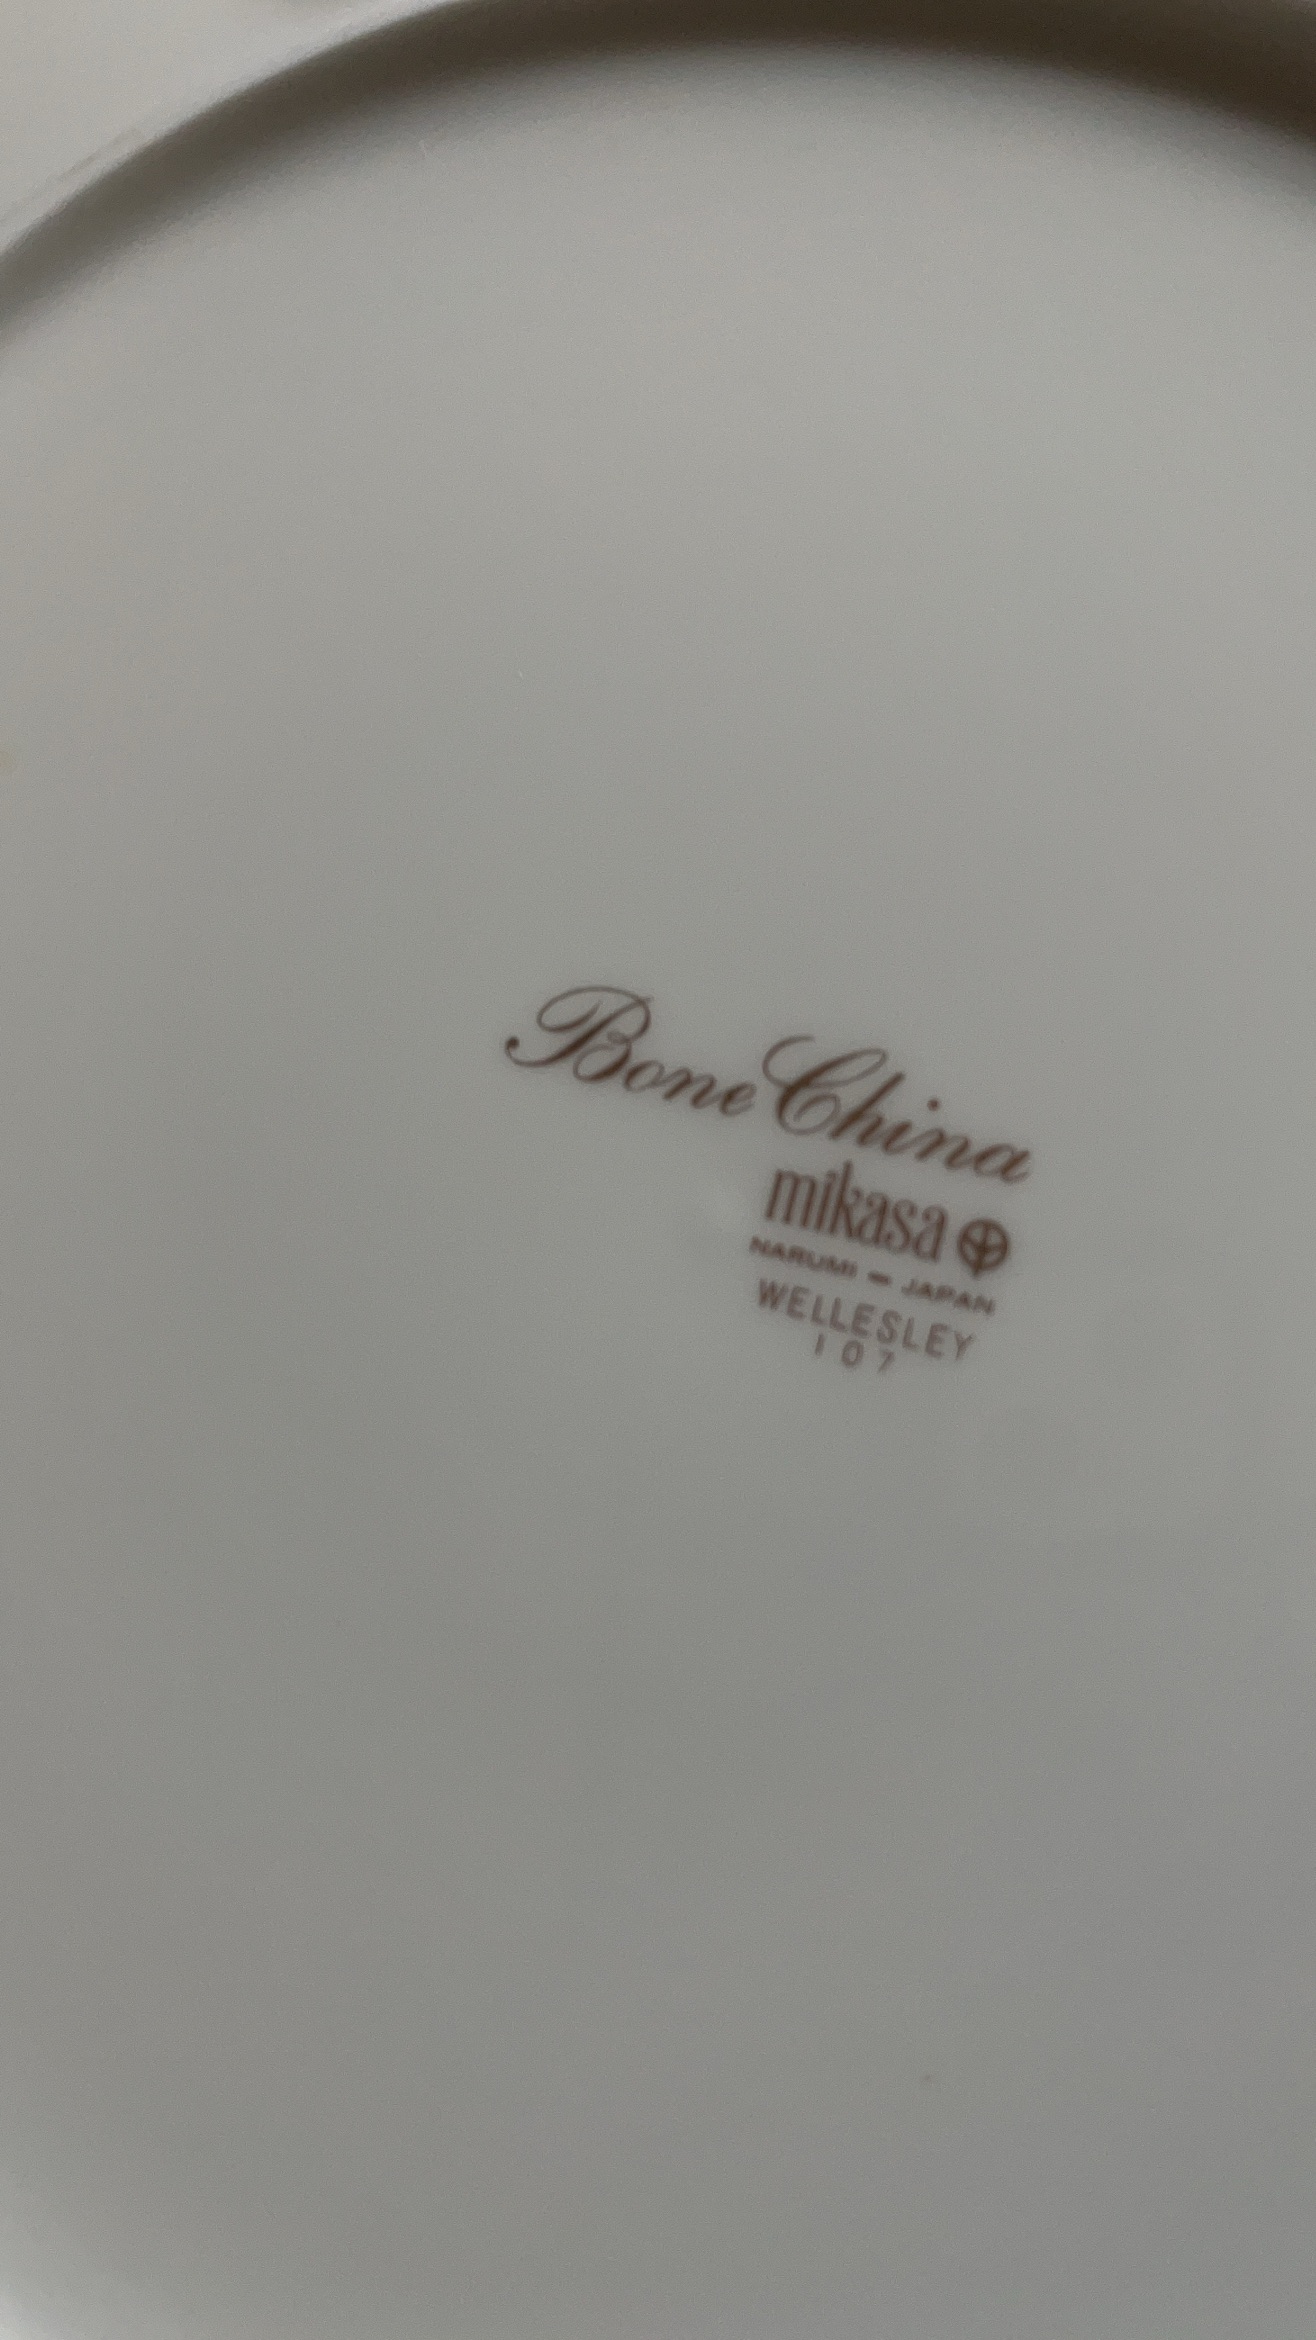 Bone China
mikasa
NARUMI - JAPAN
WELLESLEY
107